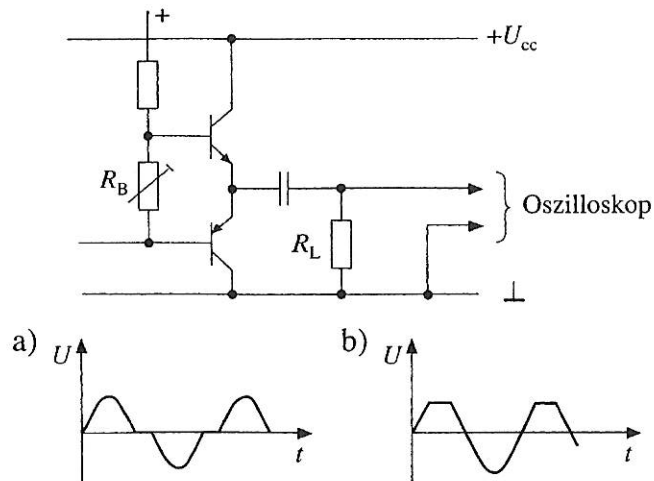 +
+U_cc
R_B
Oszilloskop
R_L
⊥
a) U
b) U
t
t